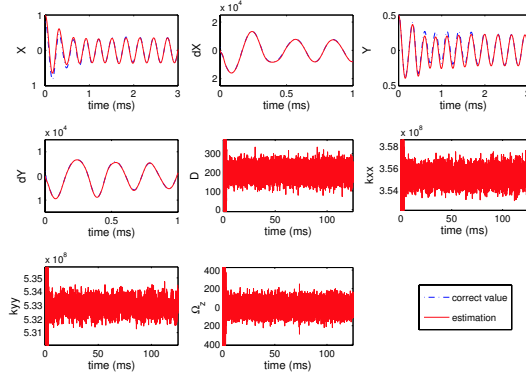 1
0
1
X
0 1 2 3
time (ms)
x 10^4
2
0
2
dX
0 0.5 1
time (ms)
0.5
0
0.5
Y
0 1 2 3
time (ms)
x 10^4
1
0
1
dY
0 0.5 1
time (ms)
300
200
100
0
D
0 50 100
time (ms)
x 10^8
3.58
3.56
3.54
kxx
0 50 100
time (ms)
x 10^8
5.34
5.33
5.32
5.31
kyy
0 50 100
time (ms)
400
200
0
200
400
Ω_z
0 50 100
time (ms)
correct value
estimation